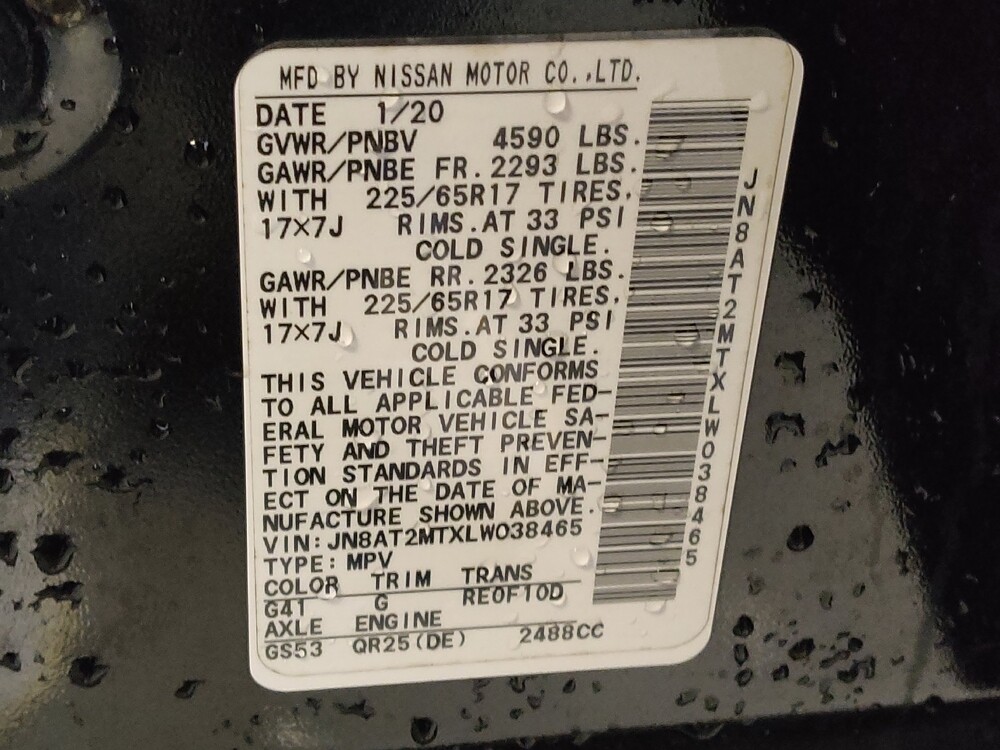 MFD BY NISSAN MOTOR CO.,LTD.
DATE 1/20
GVWR/PNBV 4590 LBS.
GAWR/PNBE FR. 2293 LBS.
WITH 225/65R17 TIRES.
17×7J RIMS.AT 33 PSI
COLD SINGLE.
GAWR/PNBE RR. 2326 LBS.
WITH 225/65R17 TIRES.
17×7J RIMS.AT 33 PSI
COLD SINGLE.
THIS VEHICLE CONFORMS
TO ALL APPLICABLE FED-
ERAL MOTOR VEHICLE SA-
FETY AND THEFT PREVEN-
TION STANDARDS IN EFF-
ECT ON THE DATE OF MA-
NUFACTURE SHOWN ABOVE.
VIN:JN8AT2MTXLW038465
TYPE:MPV
COLOR TRIM TRANS
G41 G RE0F10D
AXLE ENGINE
GS53 QR25(DE) 2488CC
JN8AT2MTXLW038465